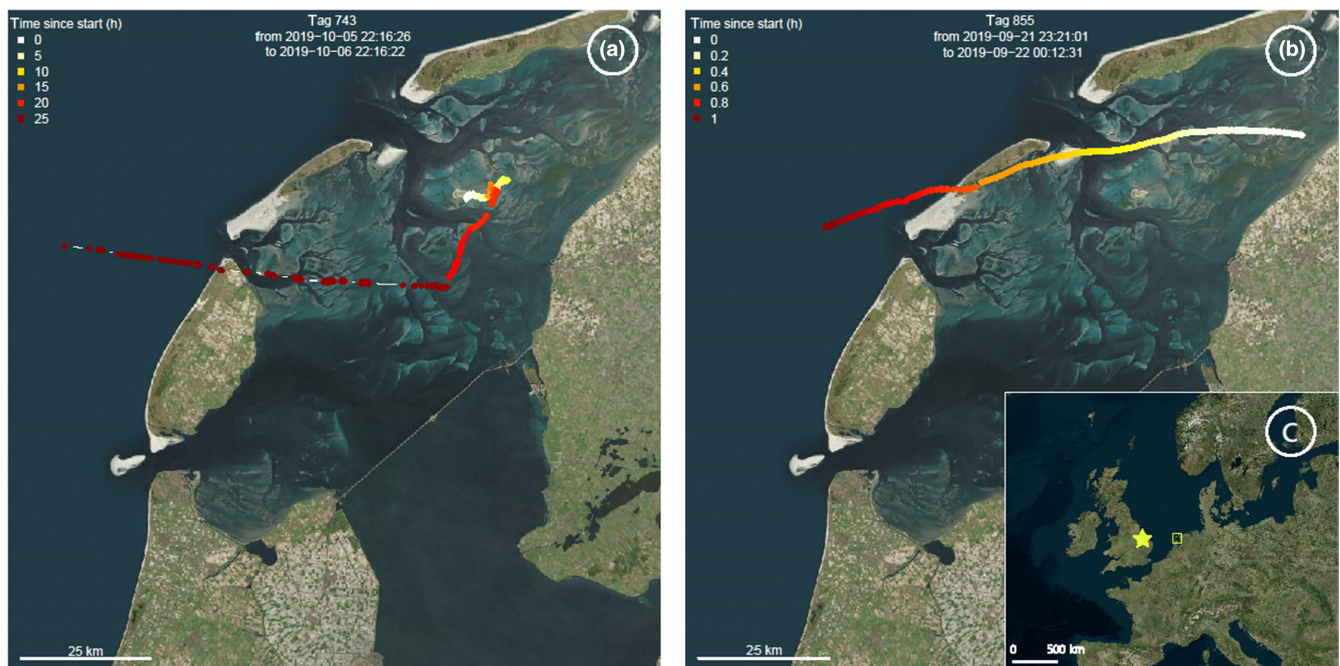 Time since start (h)
0
5
10
15
20
25
Tag 743
from 2019-10-05 22:16:26
to 2019-10-06 22:16:22
(a)
25 km
Time since start (h)
0
0.2
0.4
0.6
0.8
1
Tag 855
from 2019-09-21 23:21:01
to 2019-09-22 00:12:31
(b)
25 km
C
0 500 km